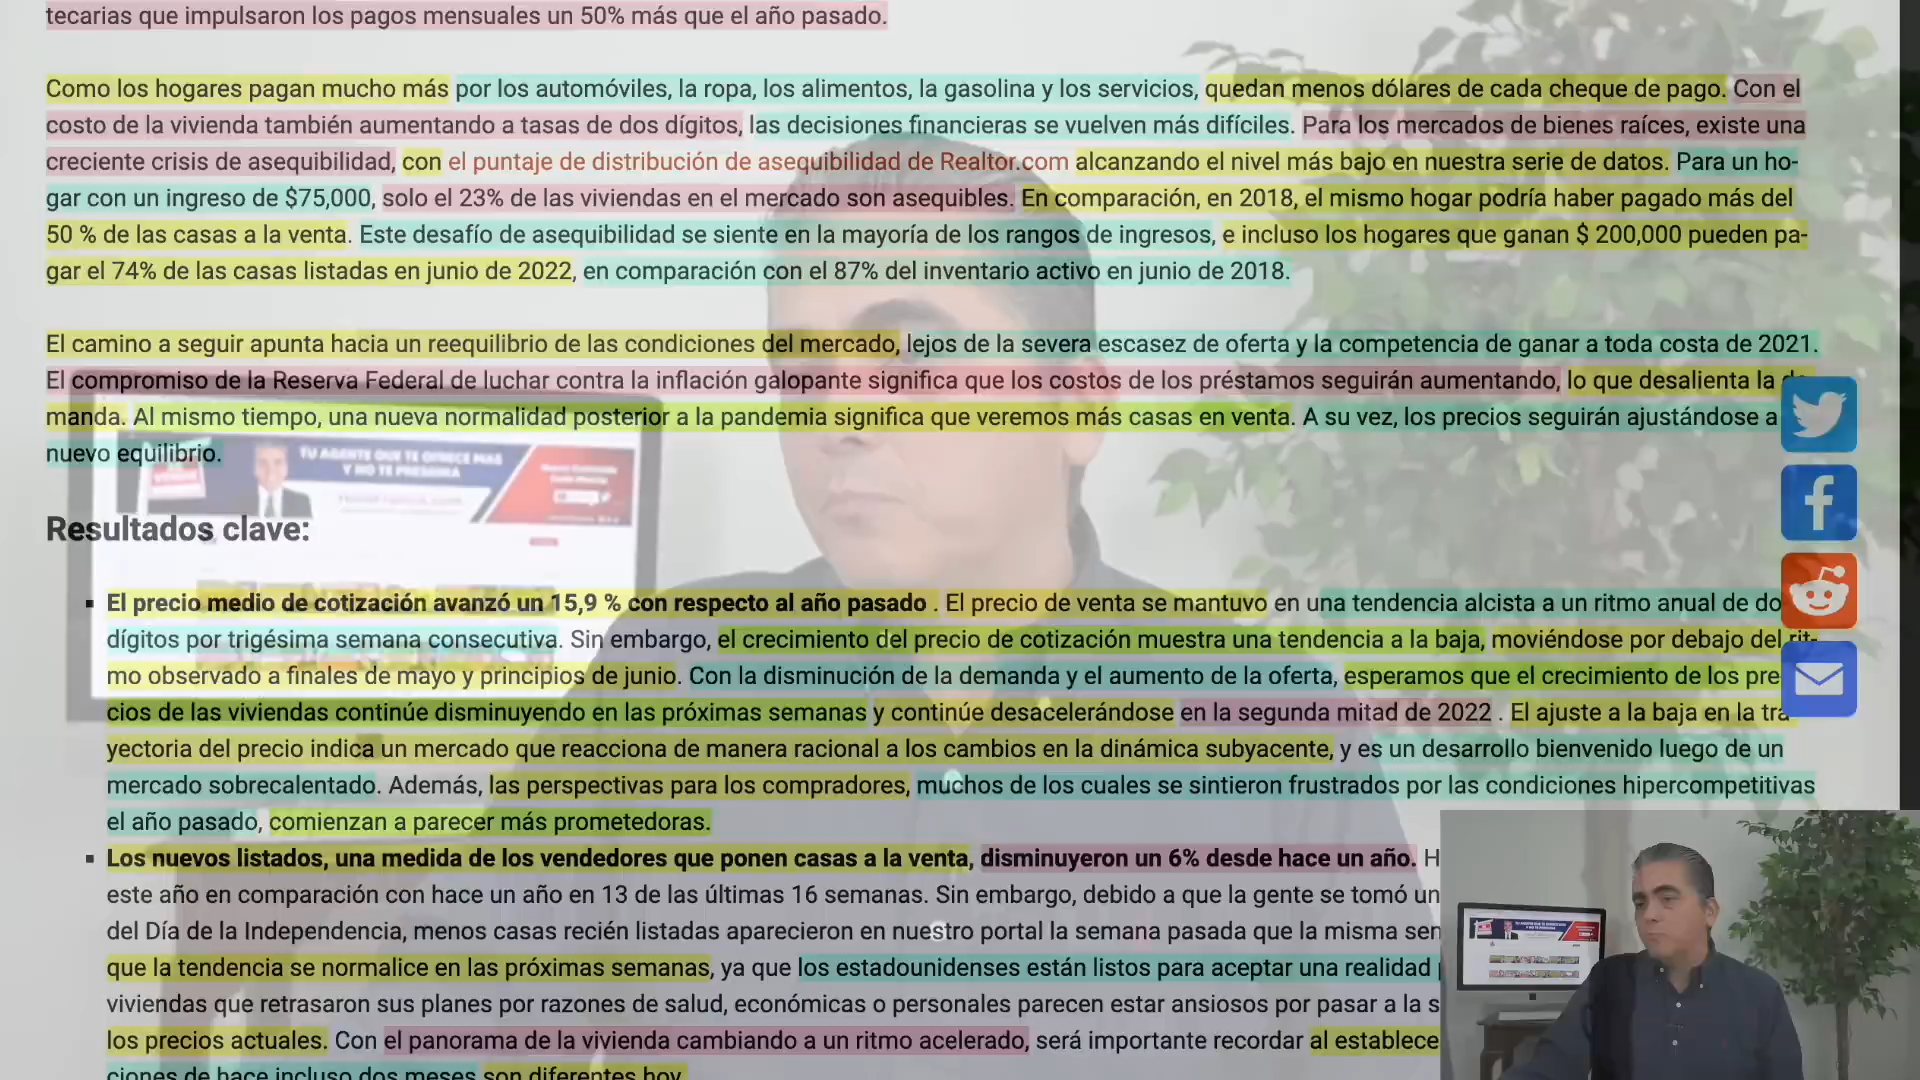 tecarias que impulsaron los pagos mensuales un 50% más que el año pasado.
Como los hogares pagan mucho más por los automóviles, la ropa, los alimentos, la gasolina y los servicios, quedan menos dólares de cada cheque de pago. Con el
costo de la vivienda también aumentando a tasas de dos dígitos, las decisiones financieras se vuelven más difíciles. Para los mercados de bienes raíces, existe una
creciente crisis de asequibilidad, con el puntaje de distribución de asequibilidad de Realtor.com alcanzando el nivel más bajo en nuestra serie de datos. Para un ho-
gar con un ingreso de $75,000, solo el 23% de las viviendas en el mercado son asequibles. En comparación, en 2018, el mismo hogar podría haber pagado más del
50 % de las casas a la venta. Este desafío de asequibilidad se siente en la mayoría de los rangos de ingresos, e incluso los hogares que ganan $ 200,000 pueden pa-
gar el 74% de las casas listadas en junio de 2022, en comparación con el 87% del inventario activo en junio de 2018.
El camino a seguir apunta hacia un reequilibrio de las condiciones del mercado, lejos de la severa escasez de oferta y la competencia de ganar a toda costa de 2021.
El compromiso de la Reserva Federal de luchar contra la inflación galopante significa que los costos de los préstamos seguirán aumentando, lo que desalienta la de-
manda. Al mismo tiempo, una nueva normalidad posterior a la pandemia significa que veremos más casas en venta. A su vez, los precios seguirán ajustándose a
nuevo equilibrio.
TU AGENTE QUE TE OFRECE MAS
Y NO TE PRESIONA
Resultados clave:
El precio medio de cotización avanzó un 15,9 % con respecto al año pasado . El precio de venta se mantuvo en una tendencia alcista a un ritmo anual de do
dígitos por trigésima semana consecutiva. Sin embargo, el crecimiento del precio de cotización muestra una tendencia a la baja, moviéndose por debajo del rit-
mo observado a finales de mayo y principios de junio. Con la disminución de la demanda y el aumento de la oferta, esperamos que el crecimiento de los pre
cios de las viviendas continúe disminuyendo en las próximas semanas y continúe desacelerándose en la segunda mitad de 2022 . El ajuste a la baja en la tra
yectoria del precio indica un mercado que reacciona de manera racional a los cambios en la dinámica subyacente, y es un desarrollo bienvenido luego de un
mercado sobrecalentado. Además, las perspectivas para los compradores, muchos de los cuales se sintieron frustrados por las condiciones hipercompetitivas
el año pasado, comienzan a parecer más prometedoras.
Los nuevos listados, una medida de los vendedores que ponen casas a la venta, disminuyeron un 6% desde hace un año. H
este año en comparación con hace un año en 13 de las últimas 16 semanas. Sin embargo, debido a que la gente se tomó un
del Día de la Independencia, menos casas recién listadas aparecieron en nuestro portal la semana pasada que la misma sem
que la tendencia se normalice en las próximas semanas, ya que los estadounidenses están listos para aceptar una realidad
viviendas que retrasaron sus planes por razones de salud, económicas o personales parecen estar ansiosos por pasar a la s
los precios actuales. Con el panorama de la vivienda cambiando a un ritmo acelerado, será importante recordar al establece
ciones de hace incluso dos meses son diferentes hoy.